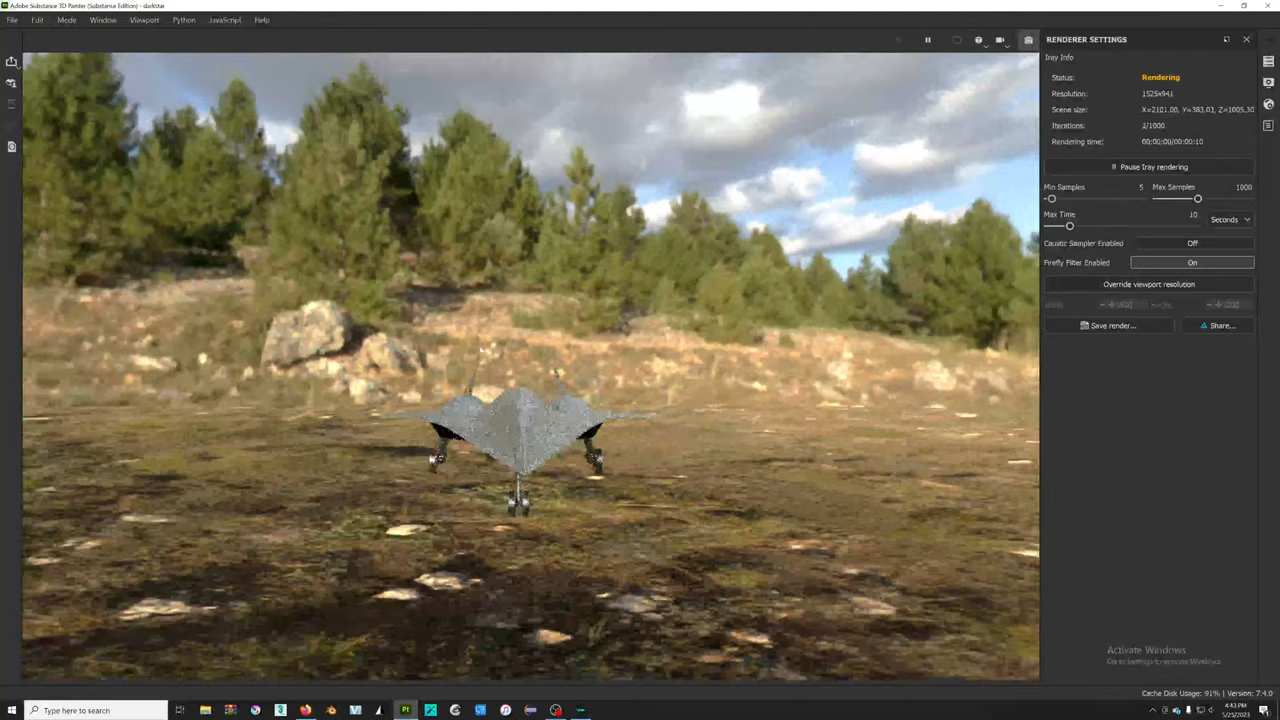 Adobe Substance 3D Painter (Substance Edition) - darkstar
File Edit Mode Window Viewport Python JavaScript Help
RENDERER SETTINGS
Iray Info
Status: Rendering
Resolution: 1525x941
Scene size: X=2101.00, Y=383.03, Z=1005.30
Iterations: 2/1000
Rendering time: 00:00:00/00:00:10
Pause Iray rendering
Min Samples 5 Max Samples 1000
Max Time 10 Seconds
Caustic Sampler Enabled Off
Firefly Filter Enabled On
Override viewport resolution
Save render... Share...
Activate Windows
Go to Settings to activate Windows.
Cache Disk Usage: 91% | Version: 7.4.0
Type here to search
4:43 PM
5/25/2023